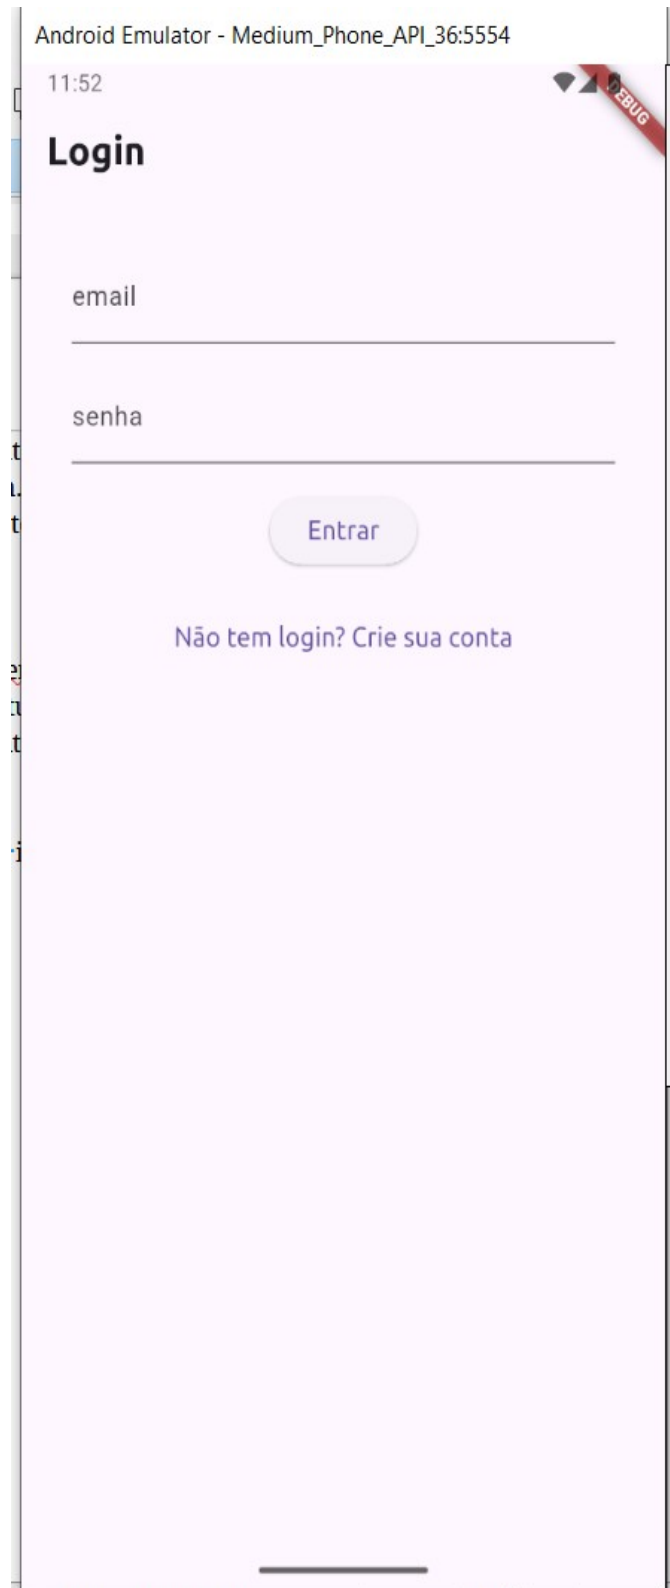 Android Emulator - Medium_Phone_API_36:5554
11:52
DEBUG
Login
email
senha
Entrar
Não tem login? Crie sua conta